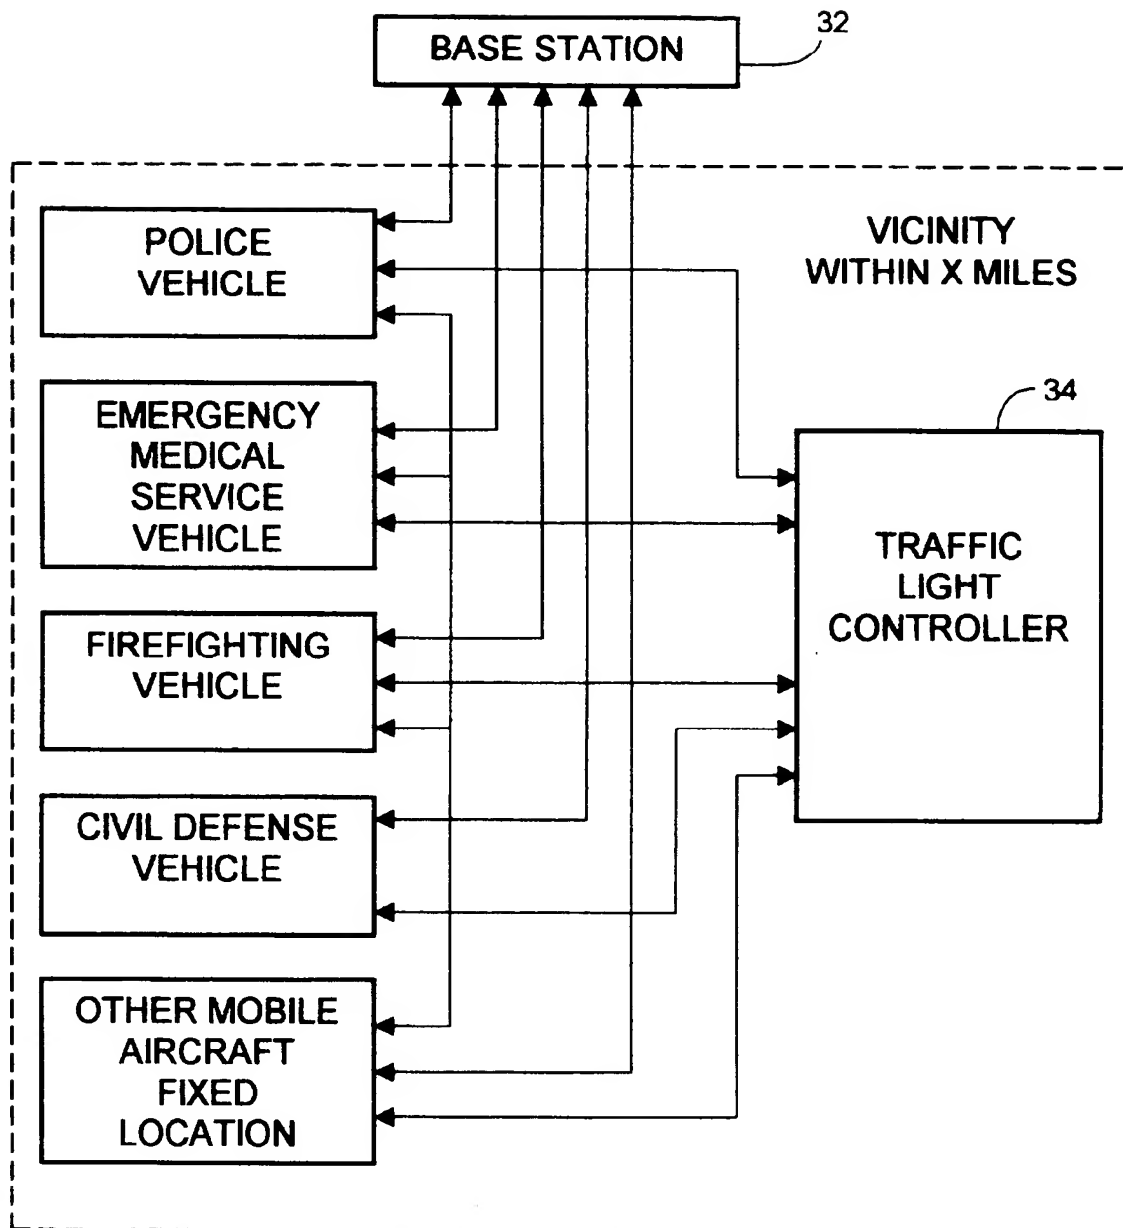 BASE STATION
32
POLICE
VEHICLE
VICINITY
WITHIN X MILES
EMERGENCY
MEDICAL
SERVICE
VEHICLE
34
TRAFFIC
LIGHT
CONTROLLER
FIREFIGHTING
VEHICLE
CIVIL DEFENSE
VEHICLE
OTHER MOBILE
AIRCRAFT
FIXED
LOCATION